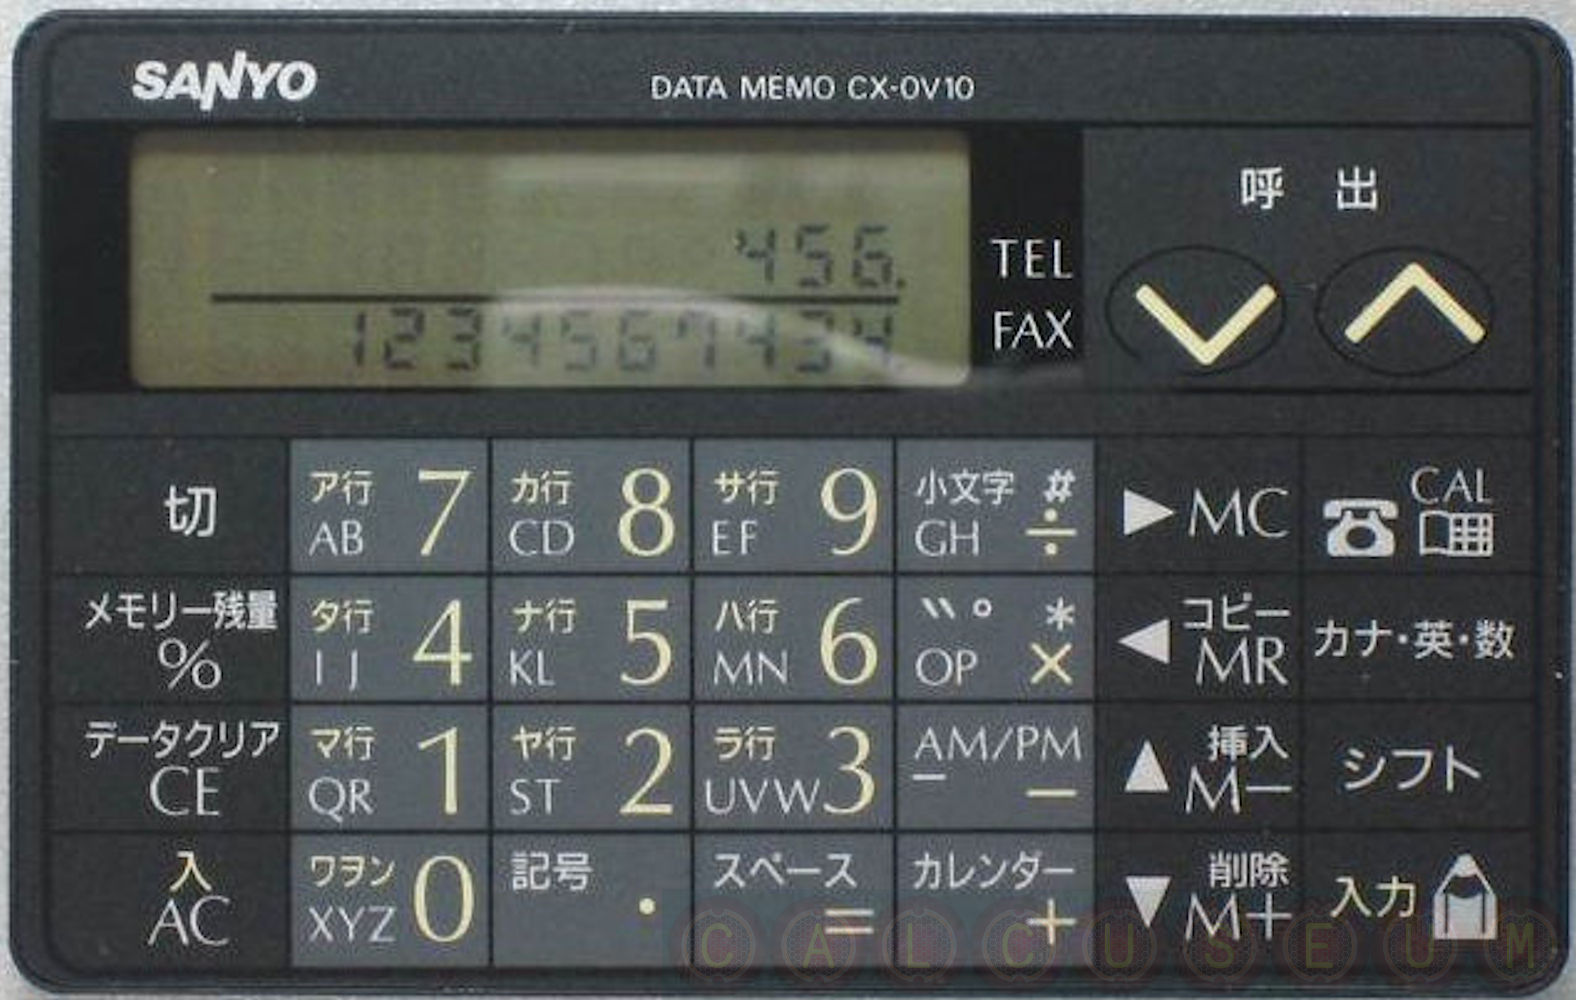 SANYO
DATA MEMO CX-0V10
456.
TEL
FAX
呼 出
切
ア行 7
AB
カ行 8
CD
サ行 9
EF
小文字 #
GH ÷
▶ MC
CAL
メモリー残量
%
タ行 4
I J
ナ行 5
KL
ハ行 6
MN
゛゜ *
OP ×
◀ コピー
MR
カナ・英・数
データクリア
CE
マ行 1
QR
ヤ行 2
ST
ラ行 3
UVW
AM/PM
− −
▲ 挿入
M−
シフト
入
AC
ワヲン 0
XYZ
記号 ・
スペース
=
カレンダー
+
▼ 削除
M+
入力
CALCUSEUM